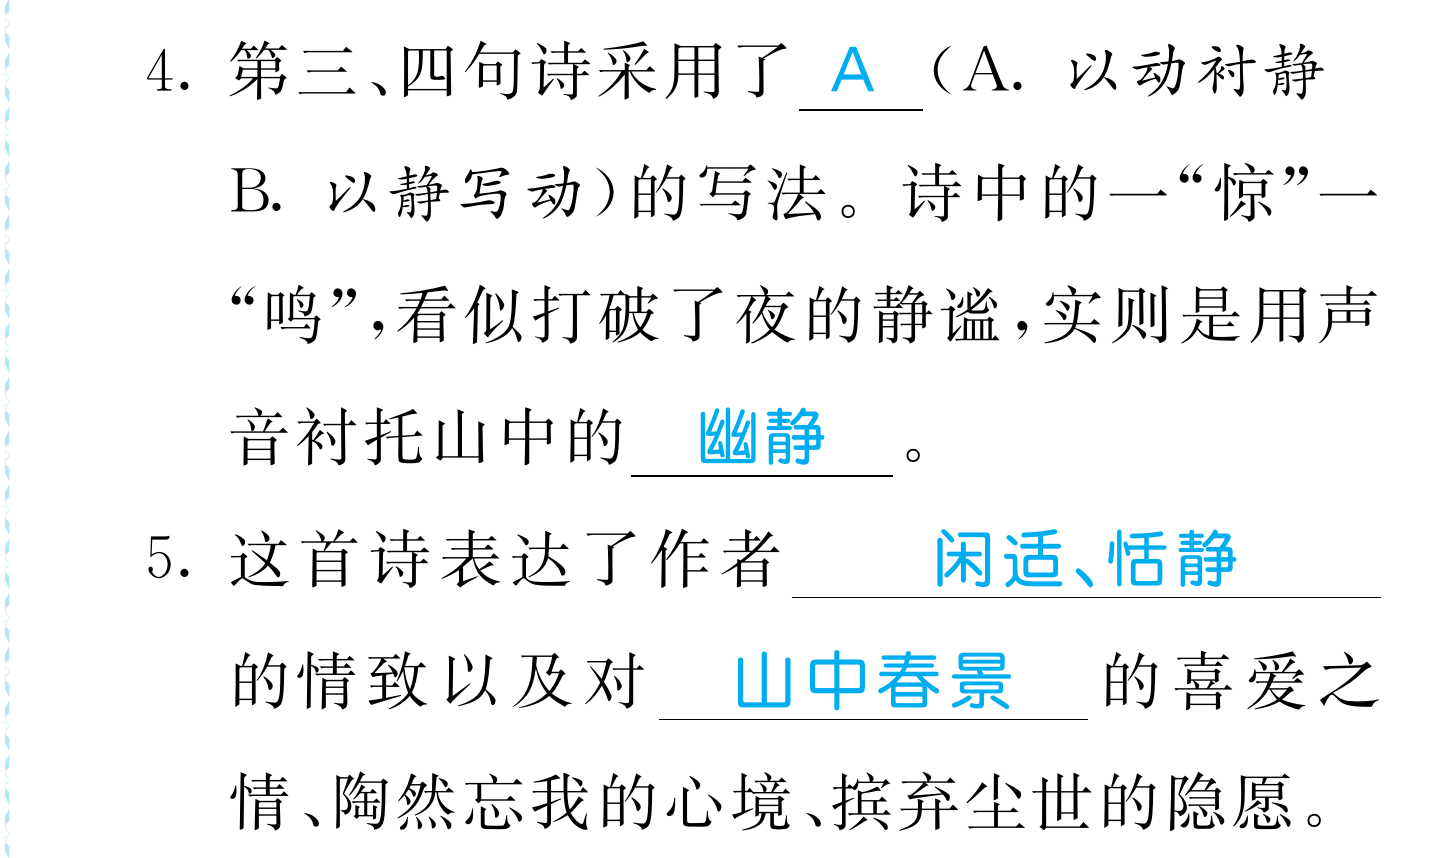 4. 第三、四句诗采用了 A （A. 以动衬静
B. 以静写动）的写法。诗中的一“惊”一
“鸣”，看似打破了夜的静谧，实则是用声
音衬托山中的 幽静 。
5. 这首诗表达了作者 闲适、恬静
的情致以及对 山中春景 的喜爱之
情、陶然忘我的心境、摈弃尘世的隐愿。